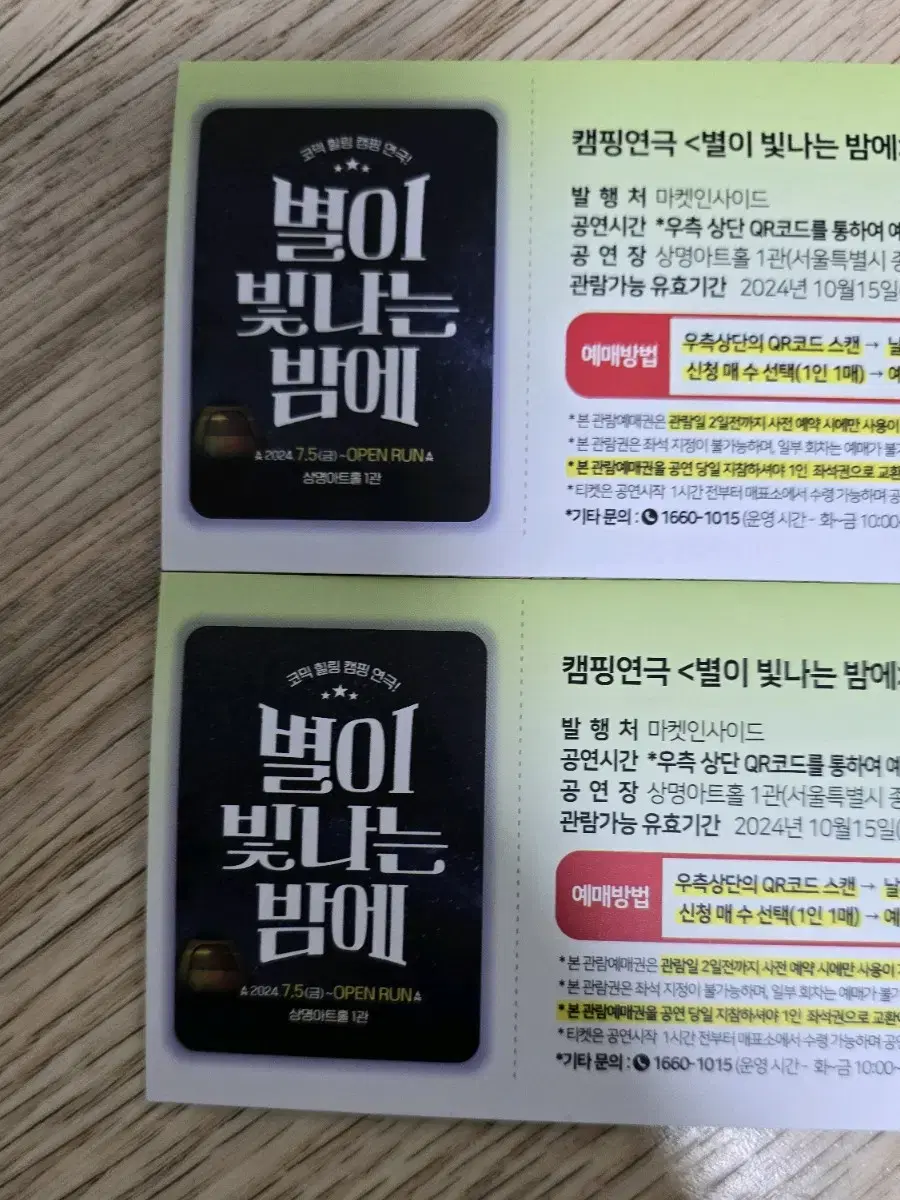 코믹 힐링 캠핑 연극!
별이
빛나는
밤에
2024.7.5(금)~OPEN RUN
상명아트홀 1관
캠핑연극 <별이 빛나는 밤에>
발 행 처 마켓인사이드
공연시간 *우측 상단 QR코드를 통하여 예
공 연 장 상명아트홀 1관(서울특별시 종
관람가능 유효기간 2024년 10월15일(
예매방법
우측상단의 QR코드 스캔 → 날
신청 매 수 선택(1인 1매) → 예
*본 관람예매권은 관람일 2일전까지 사전 예약 시에만 사용이
*본 관람권은 좌석 지정이 불가능하며, 일부 회차는 예매가 불가
*본 관람예매권을 공연 당일 지참하셔야 1인 좌석권으로 교환
*티켓은 공연시작 1시간 전부터 매표소에서 수령 가능하며 공
*기타 문의 : 1660-1015 (운영 시간 - 화~금 10:00~
코믹 힐링 캠핑 연극!
별이
빛나는
밤에
2024.7.5(금)~OPEN RUN
상명아트홀 1관
캠핑연극 <별이 빛나는 밤에>
발 행 처 마켓인사이드
공연시간 *우측 상단 QR코드를 통하여 예
공 연 장 상명아트홀 1관(서울특별시 종
관람가능 유효기간 2024년 10월15일(
예매방법
우측상단의 QR코드 스캔 → 날
신청 매 수 선택(1인 1매) → 예
*본 관람예매권은 관람일 2일전까지 사전 예약 시에만 사용이 가
*본 관람권은 좌석 지정이 불가능하며, 일부 회차는 예매가 불가
*본 관람예매권을 공연 당일 지참하셔야 1인 좌석권으로 교환
*티켓은 공연시작 1시간 전부터 매표소에서 수령 가능하며 공연
*기타 문의 : 1660-1015 (운영 시간 - 화~금 10:00~